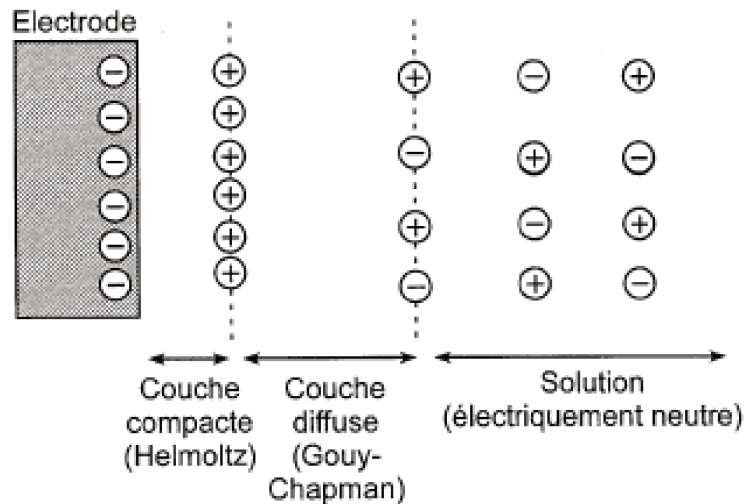 Electrode
Couche
compacte
(Helmoltz)
Couche
diffuse
(Gouy-
Chapman)
Solution
(électriquement neutre)